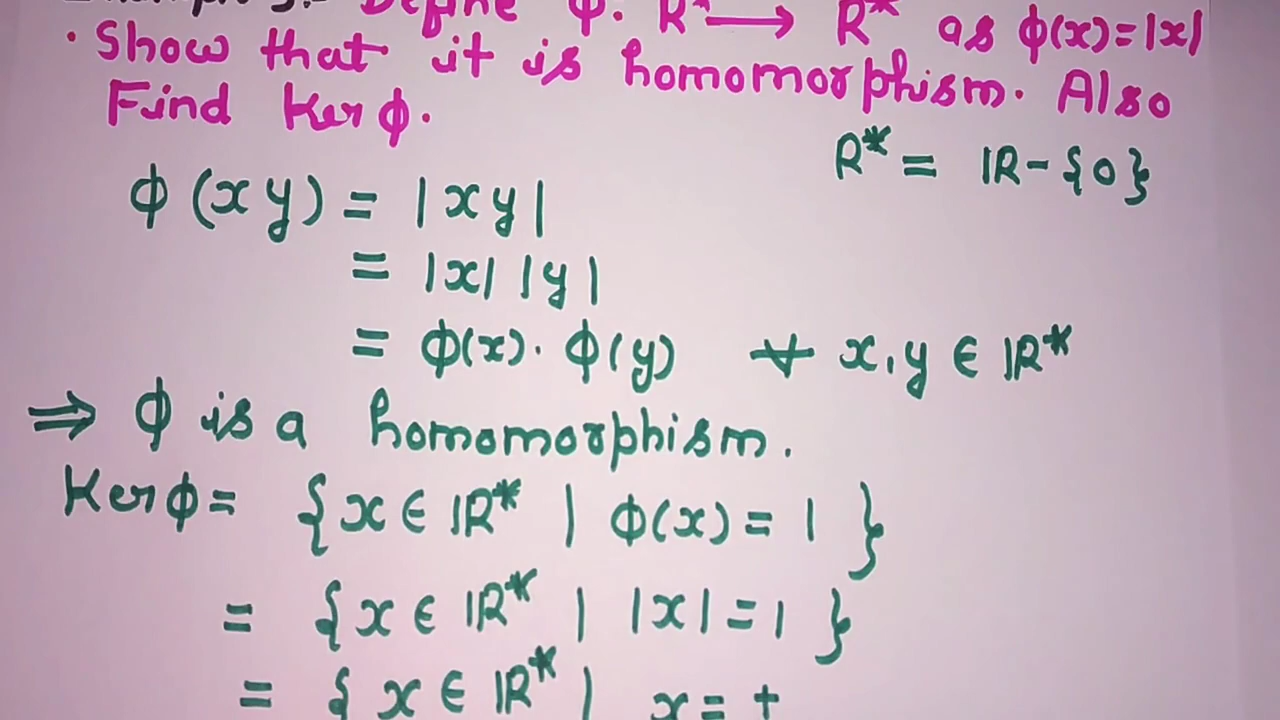 Define φ: R* → R* as φ(x)=|x|
• Show that it is homomorphism. Also
Find Ker φ.
R* = IR - {0}
φ(xy) = |xy|
= |x| |y|
= φ(x). φ(y) ∀ x,y ∈ IR*
⇒ φ is a homomorphism.
Ker φ = {x ∈ IR* | φ(x) = 1}
= {x ∈ IR* | |x| = 1}
= {x ∈ IR* | x = +